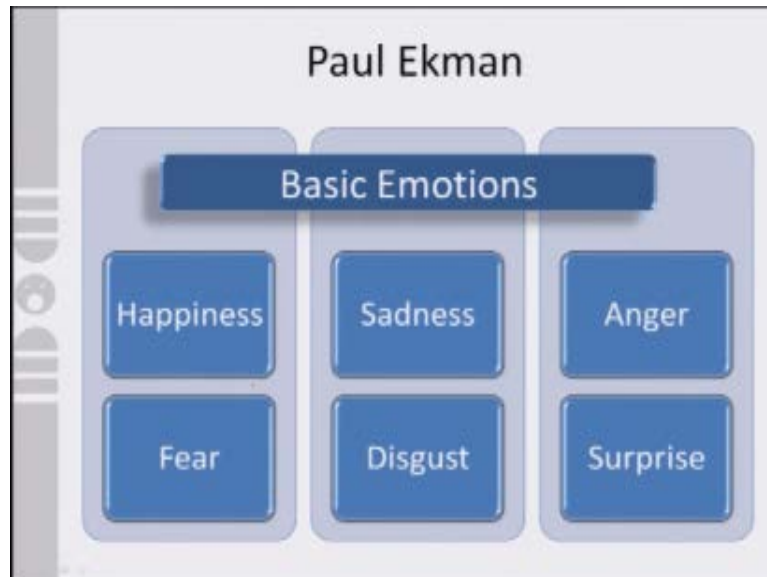 Paul Ekman
Basic Emotions
Happiness
Sadness
Anger
Fear
Disgust
Surprise